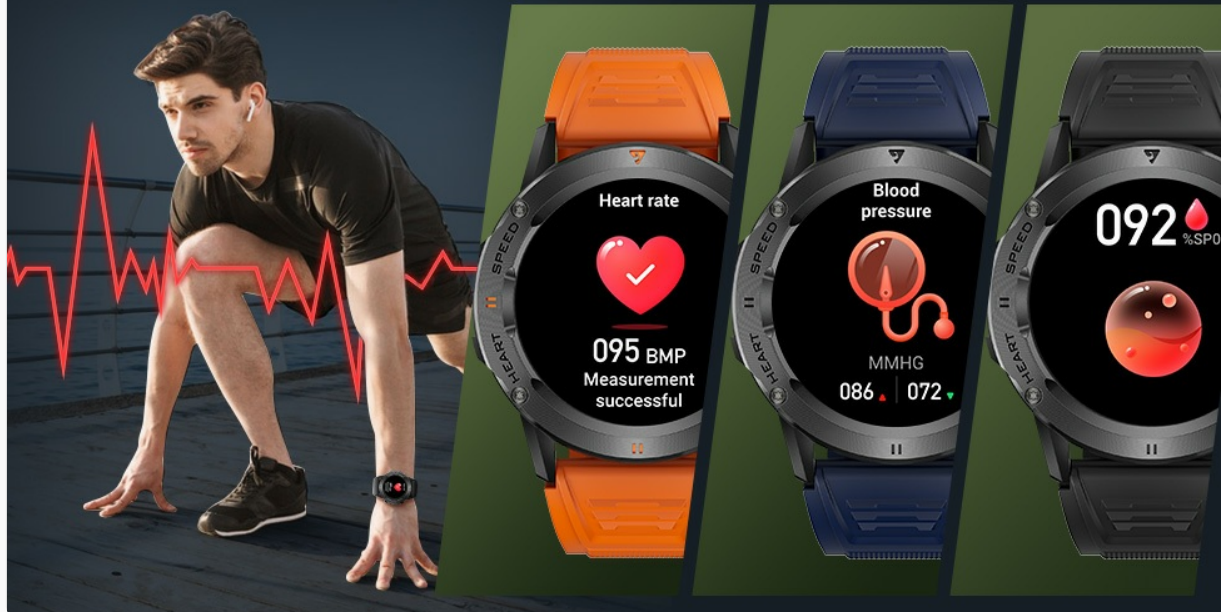 Heart rate
095 BMP
Measurement
successful
SPEED
HEART
Blood
pressure
MMHG
086 072
SPEED
HEART
092
%SPO
SPEED
HEART